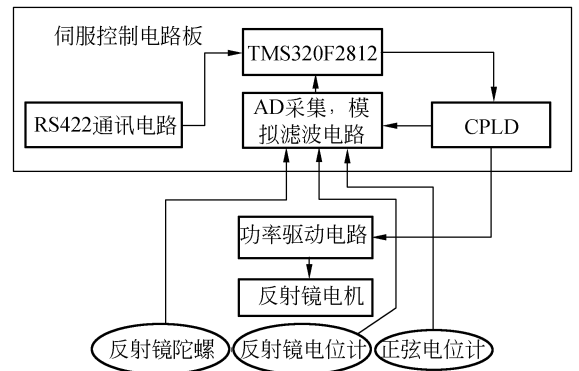 伺服控制电路板
TMS320F2812
RS422通讯电路
AD采集，模
拟滤波电路
CPLD
功率驱动电路
反射镜电机
反射镜陀螺
反射镜电位计
正弦电位计